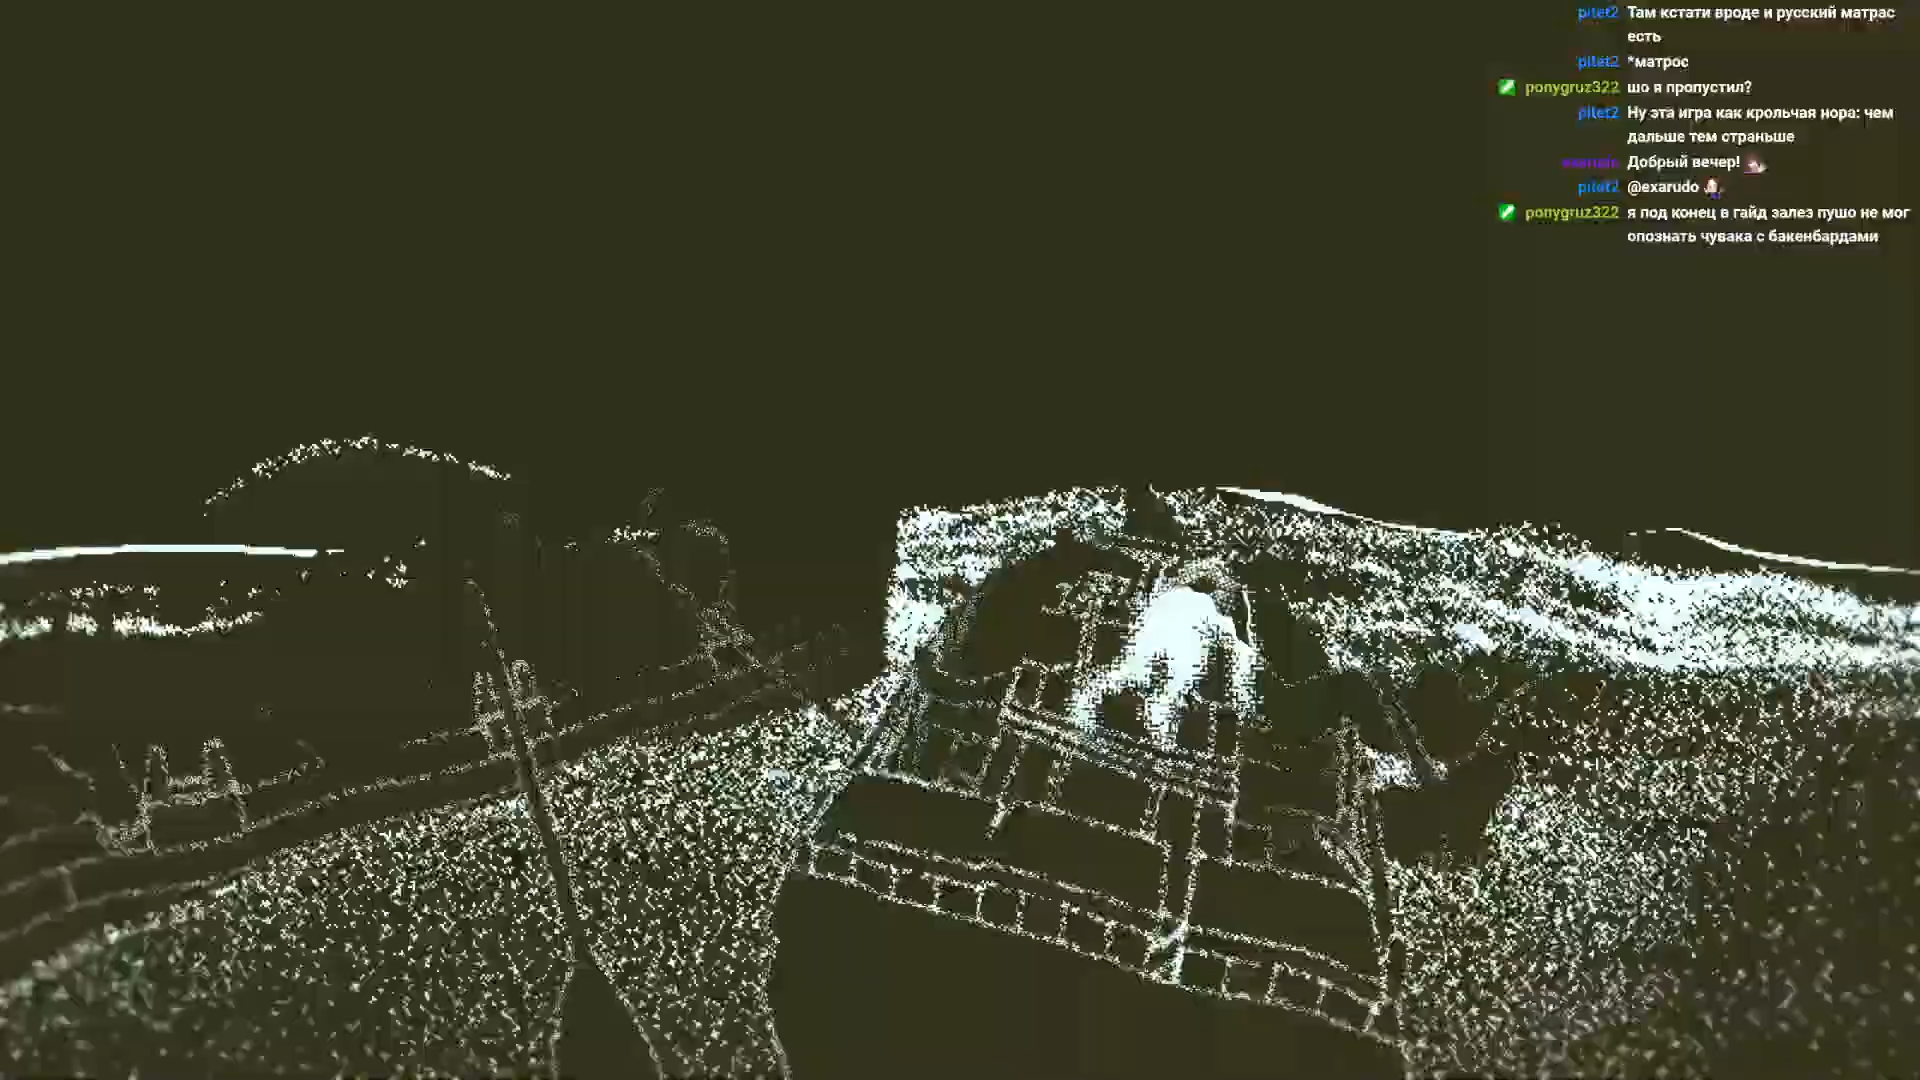 pitet2 Там кстати вроде и русский матрас
есть
pitet2 *матрос
ponygruz322 шо я пропустил?
pitet2 Ну эта игра как крольчая нора: чем
дальше тем страньше
exarudo Добрый вечер!
pitet2 @exarudo
ponygruz322 я под конец в гайд залез пушо не мог
опознать чувака с бакенбардами